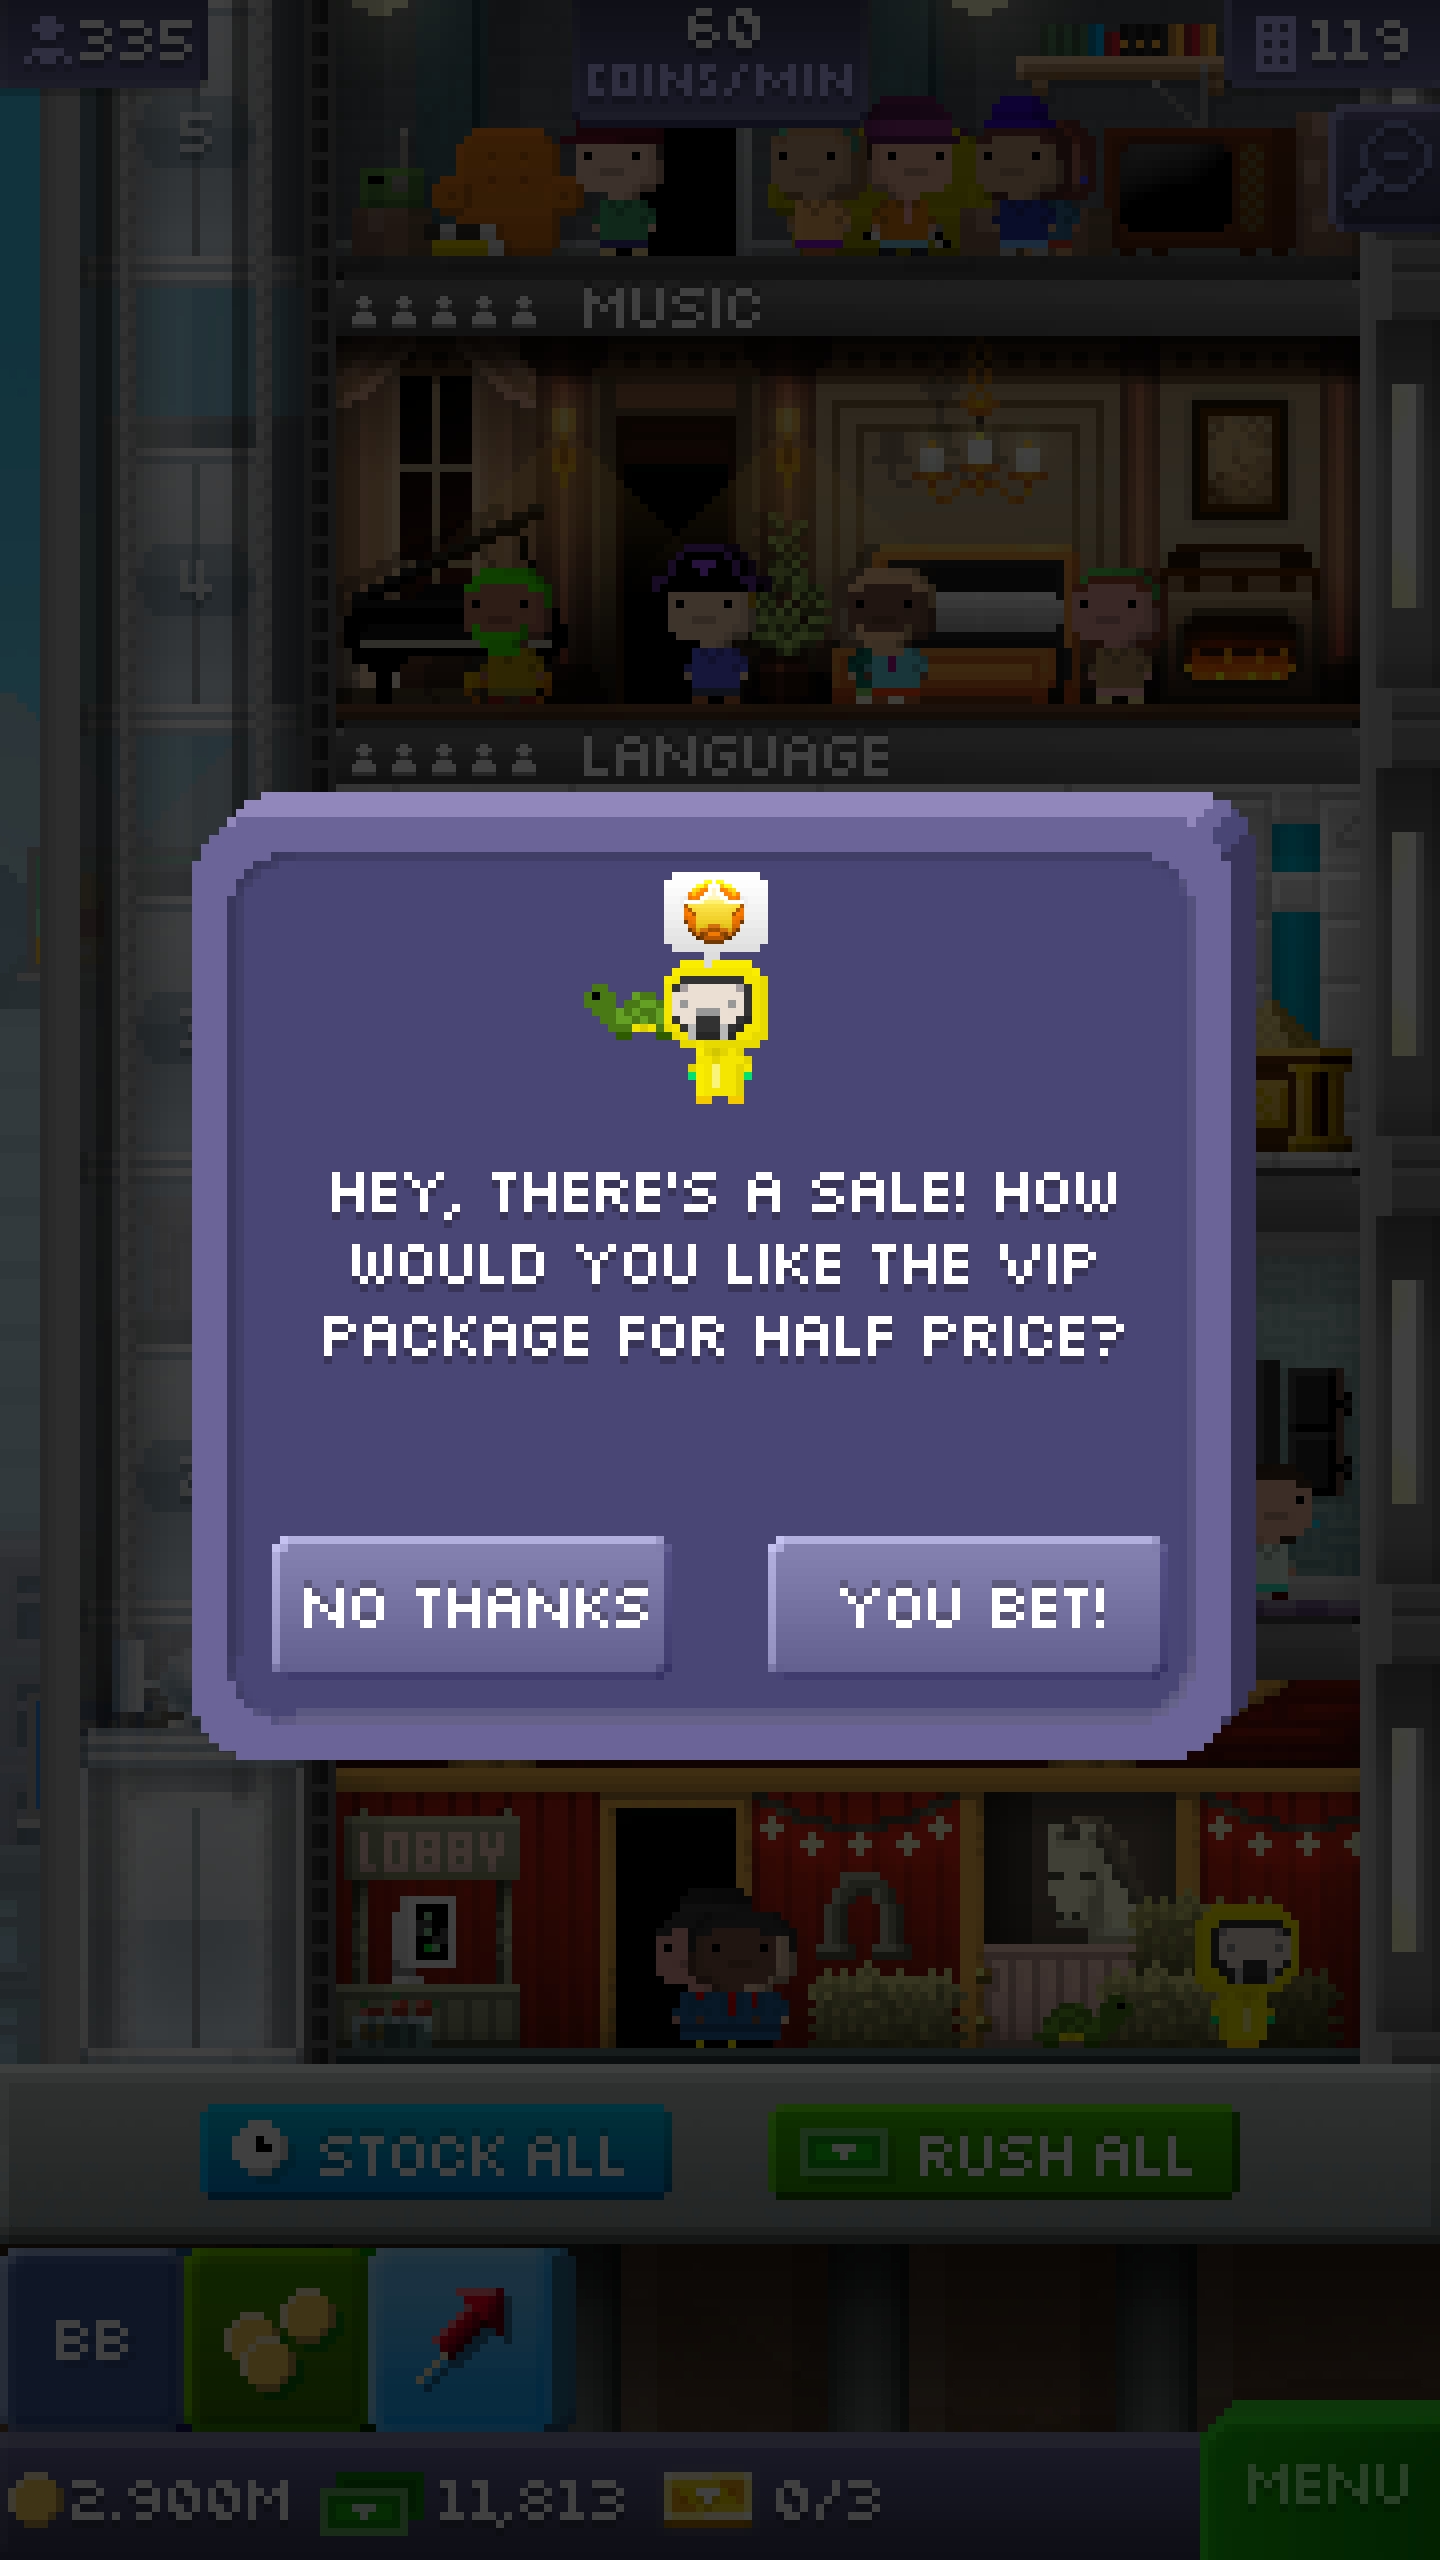 335
60
COINS/MIN
119
5
MUSIC
4
LANGUAGE
HEY, THERE'S A SALE! HOW
WOULD YOU LIKE THE VIP
PACKAGE FOR HALF PRICE?
NO THANKS
YOU BET!
LOBBY
STOCK ALL
RUSH ALL
BB
2.900M
11,813
0/3
MENU